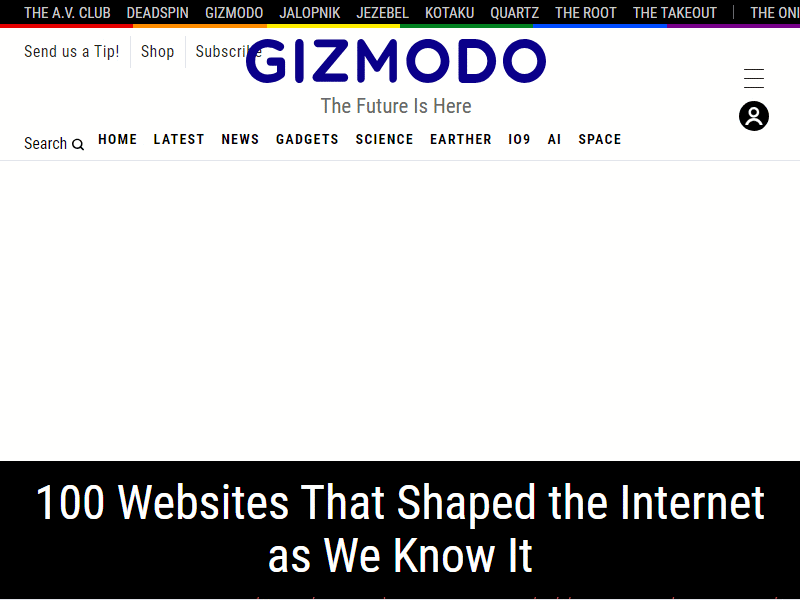 THE A.V. CLUB DEADSPIN GIZMODO JALOPNIK JEZEBEL KOTAKU QUARTZ THE ROOT THE TAKEOUT THE ONI
Send us a Tip! Shop Subscribe
GIZMODO
The Future Is Here
Search HOME LATEST NEWS GADGETS SCIENCE EARTHER IO9 AI SPACE
100 Websites That Shaped the Internet
as We Know It